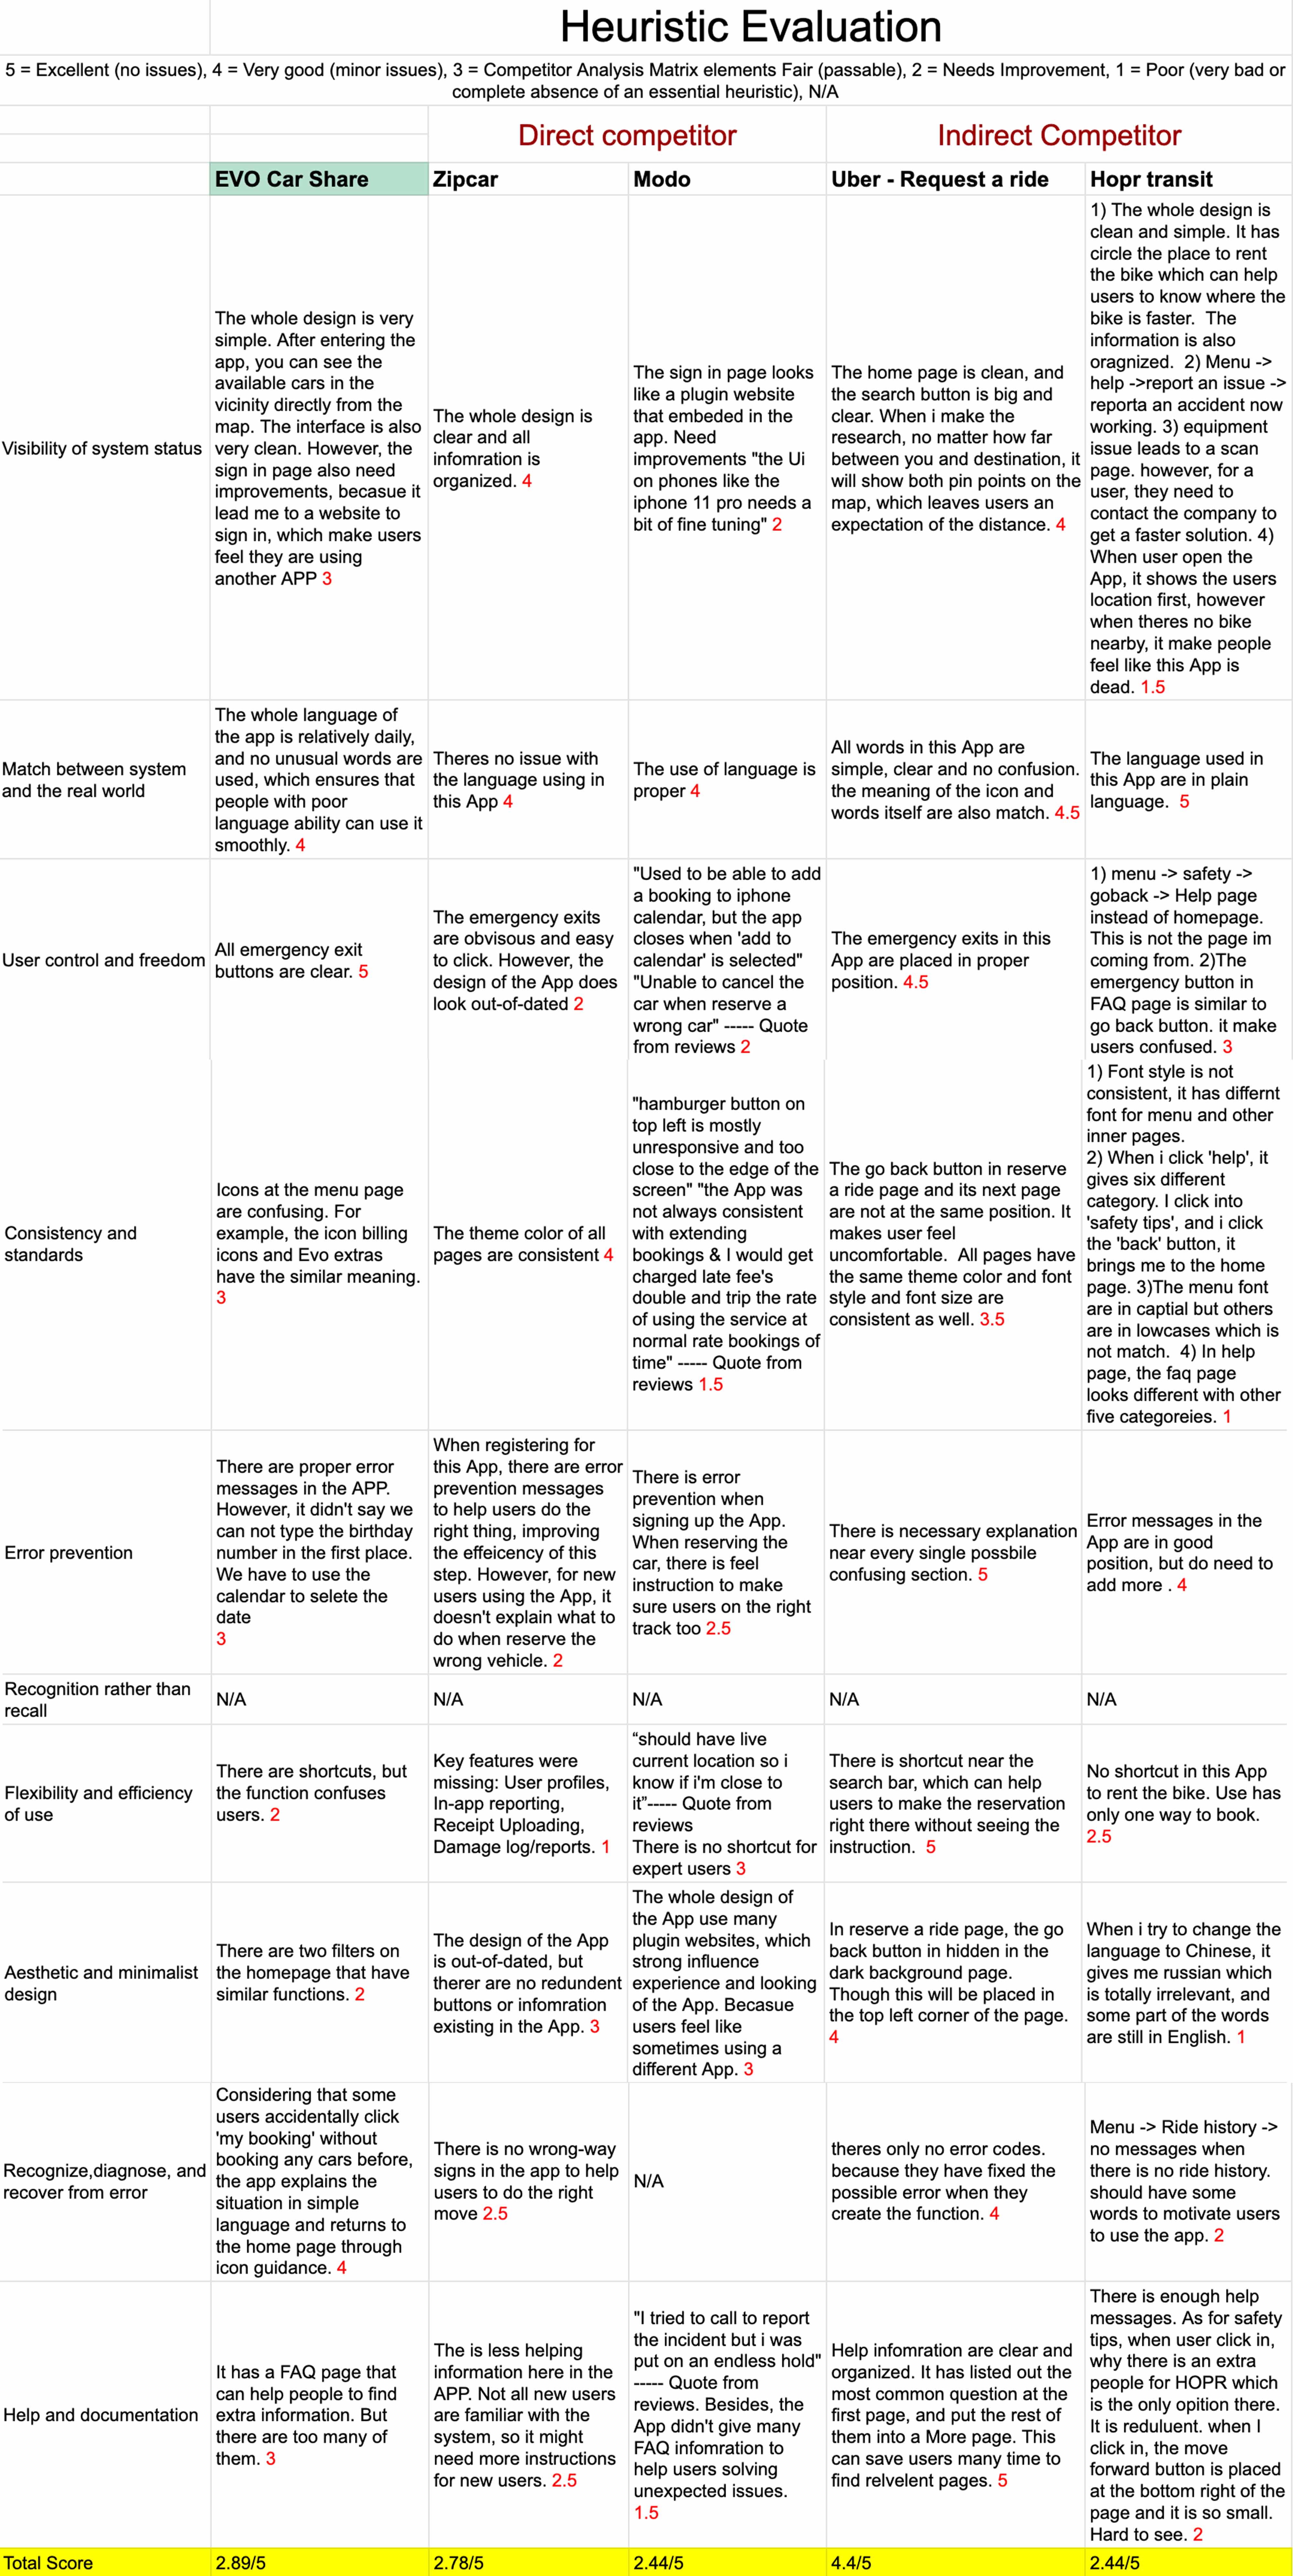 Heuristic Evaluation
5 = Excellent (no issues), 4 = Very good (minor issues), 3 = Competitor Analysis Matrix elements Fair (passable), 2 = Needs Improvement, 1 = Poor (very bad or
complete absence of an essential heuristic), N/A
Direct competitor
Indirect Competitor
EVO Car Share
Zipcar
Modo
Uber - Request a ride
Hopr transit
Visibility of system status
The whole design is very
simple. After entering the
app, you can see the
available cars in the
vicinity directly from the
map. The interface is also
very clean. However, the
sign in page also need
improvements, becasue it
lead me to a website to
sign in, which make users
feel they are using
another APP 3
The whole design is
clear and all
infomration is
organized. 4
The sign in page looks
like a plugin website
that embeded in the
app. Need
improvements "the Ui
on phones like the
iphone 11 pro needs a
bit of fine tuning" 2
The home page is clean, and
the search button is big and
clear. When i make the
research, no matter how far
between you and destination, it
will show both pin points on the
map, which leaves users an
expectation of the distance. 4
1) The whole design is
clean and simple. It has
circle the place to rent
the bike which can help
users to know where the
bike is faster. The
information is also
oragnized. 2) Menu ->
help ->report an issue ->
reporta an accident now
working. 3) equipment
issue leads to a scan
page. however, for a
user, they need to
contact the company to
get a faster solution. 4)
When user open the
App, it shows the users
location first, however
when theres no bike
nearby, it make people
feel like this App is
dead. 1.5
Match between system
and the real world
The whole language of
the app is relatively daily,
and no unusual words are
used, which ensures that
people with poor
language ability can use it
smoothly. 4
Theres no issue with
the language using in
this App 4
The use of language is
proper 4
All words in this App are
simple, clear and no confusion.
the meaning of the icon and
words itself are also match. 4.5
The language used in
this App are in plain
language. 5
User control and freedom
All emergency exit
buttons are clear. 5
The emergency exits
are obvisous and easy
to click. However, the
design of the App does
look out-of-dated 2
"Used to be able to add
a booking to iphone
calendar, but the app
closes when 'add to
calendar' is selected"
"Unable to cancel the
car when reserve a
wrong car" ----- Quote
from reviews 2
The emergency exits in this
App are placed in proper
position. 4.5
1) menu -> safety ->
goback -> Help page
instead of homepage.
This is not the page im
coming from. 2)The
emergency button in
FAQ page is similar to
go back button. it make
users confused. 3
Consistency and
standards
Icons at the menu page
are confusing. For
example, the icon billing
icons and Evo extras
have the similar meaning.
3
The theme color of all
pages are consistent 4
"hamburger button on
top left is mostly
unresponsive and too
close to the edge of the
screen" "the App was
not always consistent
with extending
bookings & I would get
charged late fee's
double and trip the rate
of using the service at
normal rate bookings of
time" ----- Quote from
reviews 1.5
The go back button in reserve
a ride page and its next page
are not at the same position. It
makes user feel
uncomfortable. All pages have
the same theme color and font
style and font size are
consistent as well. 3.5
1) Font style is not
consistent, it has differnt
font for menu and other
inner pages.
2) When i click 'help', it
gives six different
category. I click into
'safety tips', and i click
the 'back' button, it
brings me to the home
page. 3)The menu font
are in captial but others
are in lowcases which is
not match. 4) In help
page, the faq page
looks different with other
five categoreies. 1
Error prevention
There are proper error
messages in the APP.
However, it didn't say we
can not type the birthday
number in the first place.
We have to use the
calendar to selete the
date
3
When registering for
this App, there are error
prevention messages
to help users do the
right thing, improving
the effeicency of this
step. However, for new
users using the App, it
doesn't explain what to
do when reserve the
wrong vehicle. 2
There is error
prevention when
signing up the App.
When reserving the
car, there is feel
instruction to make
sure users on the right
track too 2.5
There is necessary explanation
near every single possbile
confusing section. 5
Error messages in the
App are in good
position, but do need to
add more . 4
Recognition rather than
recall
N/A
N/A
N/A
N/A
N/A
Flexibility and efficiency
of use
There are shortcuts, but
the function confuses
users. 2
Key features were
missing: User profiles,
In-app reporting,
Receipt Uploading,
Damage log/reports. 1
“should have live
current location so i
know if i'm close to
it”----- Quote from
reviews
There is no shortcut for
expert users 3
There is shortcut near the
search bar, which can help
users to make the reservation
right there without seeing the
instruction. 5
No shortcut in this App
to rent the bike. Use has
only one way to book.
2.5
Aesthetic and minimalist
design
There are two filters on
the homepage that have
similar functions. 2
The design of the App
is out-of-dated, but
therer are no redundent
buttons or infomration
existing in the App. 3
The whole design of
the App use many
plugin websites, which
strong influence
experience and looking
of the App. Becasue
users feel like
sometimes using a
different App. 3
In reserve a ride page, the go
back button in hidden in the
dark background page.
Though this will be placed in
the top left corner of the page.
4
When i try to change the
language to Chinese, it
gives me russian which
is totally irrelevant, and
some part of the words
are still in English. 1
Recognize,diagnose, and
recover from error
Considering that some
users accidentally click
'my booking' without
booking any cars before,
the app explains the
situation in simple
language and returns to
the home page through
icon guidance. 4
There is no wrong-way
signs in the app to help
users to do the right
move 2.5
N/A
theres only no error codes.
because they have fixed the
possible error when they
create the function. 4
Menu -> Ride history ->
no messages when
there is no ride history.
should have some
words to motivate users
to use the app. 2
Help and documentation
It has a FAQ page that
can help people to find
extra information. But
there are too many of
them. 3
The is less helping
information here in the
APP. Not all new users
are familiar with the
system, so it might
need more instructions
for new users. 2.5
"I tried to call to report
the incident but i was
put on an endless hold"
----- Quote from
reviews. Besides, the
App didn't give many
FAQ infomration to
help users solving
unexpected issues.
1.5
Help infomration are clear and
organized. It has listed out the
most common question at the
first page, and put the rest of
them into a More page. This
can save users many time to
find relvelent pages. 5
There is enough help
messages. As for safety
tips, when user click in,
why there is an extra
people for HOPR which
is the only opition there.
It is reduluent. when I
click in, the move
forward button is placed
at the bottom right of the
page and it is so small.
Hard to see. 2
Total Score
2.89/5
2.78/5
2.44/5
4.4/5
2.44/5